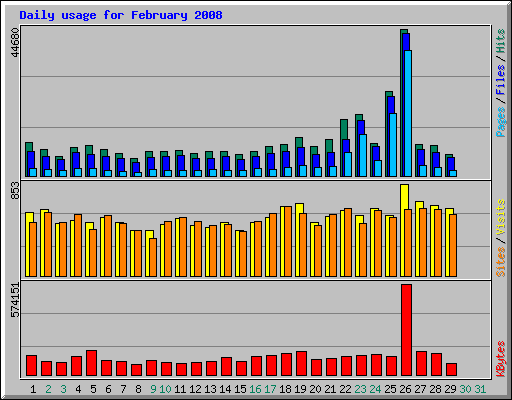 Daily usage for February 2008
44680
Pages / Files / Hits
853
Sites / Visits
574151
KBytes
1 2 3 4 5 6 7 8 9 10 11 12 13 14 15 16 17 18 19 20 21 22 23 24 25 26 27 28 29 30 31